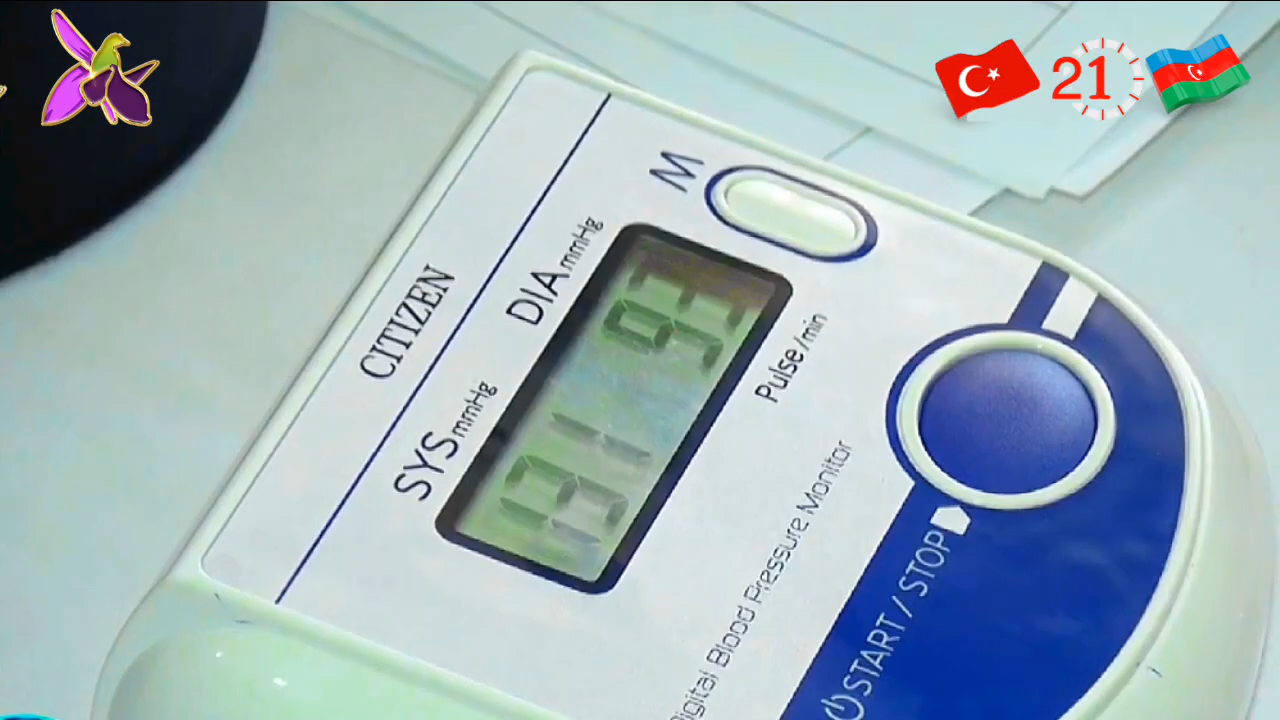 21
CITIZEN
SYS mmHg
DIA mmHg
M
Pulse/min
Digital Blood Pressure Monitor
START / STOP